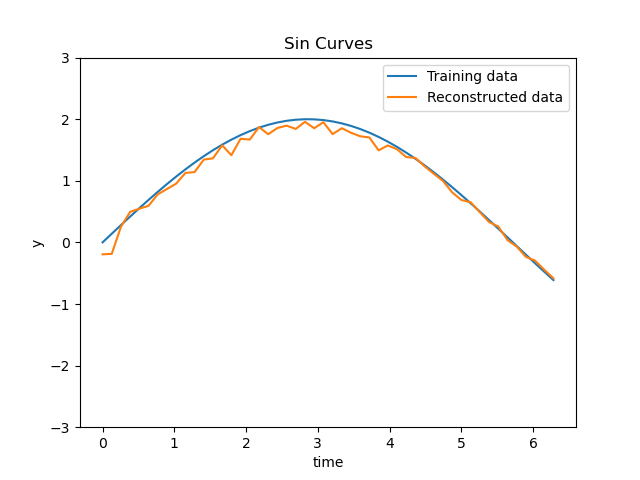 Sin Curves
Training data
Reconstructed data
3
2
1
0
−1
−2
−3
y
0 1 2 3 4 5 6
time